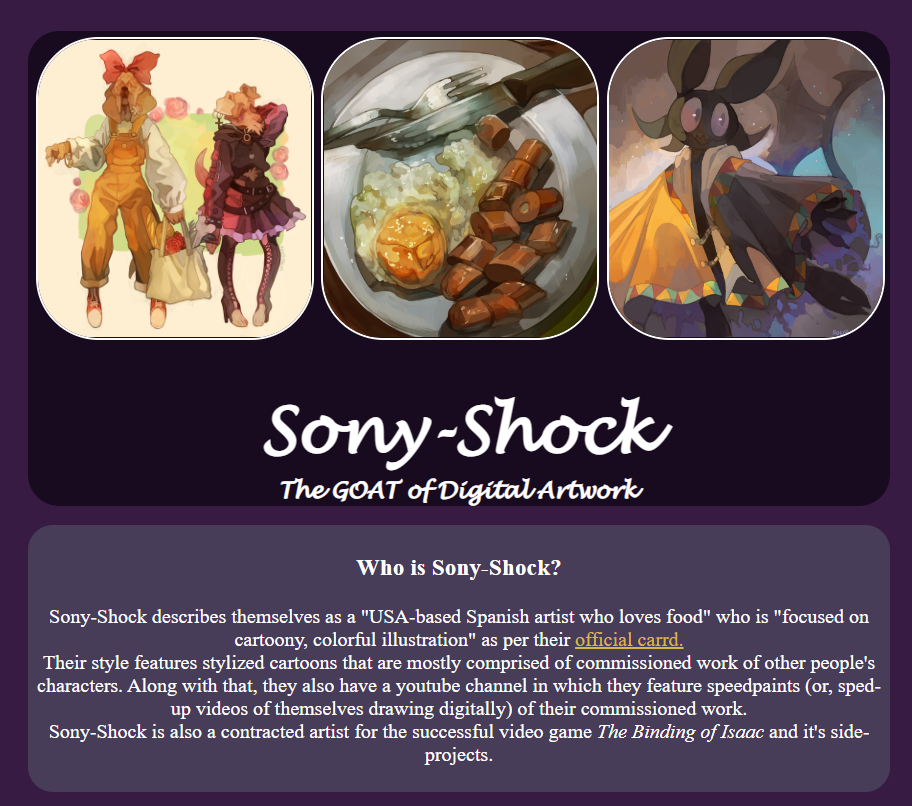 Sony-Shock
The GOAT of Digital Artwork
Who is Sony-Shock?
Sony-Shock describes themselves as a "USA-based Spanish artist who loves food" who is "focused on
cartoony, colorful illustration" as per their official carrd.
Their style features stylized cartoons that are mostly comprised of commissioned work of other people's
characters. Along with that, they also have a youtube channel in which they feature speedpaints (or, sped-
up videos of themselves drawing digitally) of their commissioned work.
Sony-Shock is also a contracted artist for the successful video game The Binding of Isaac and it's side-
projects.